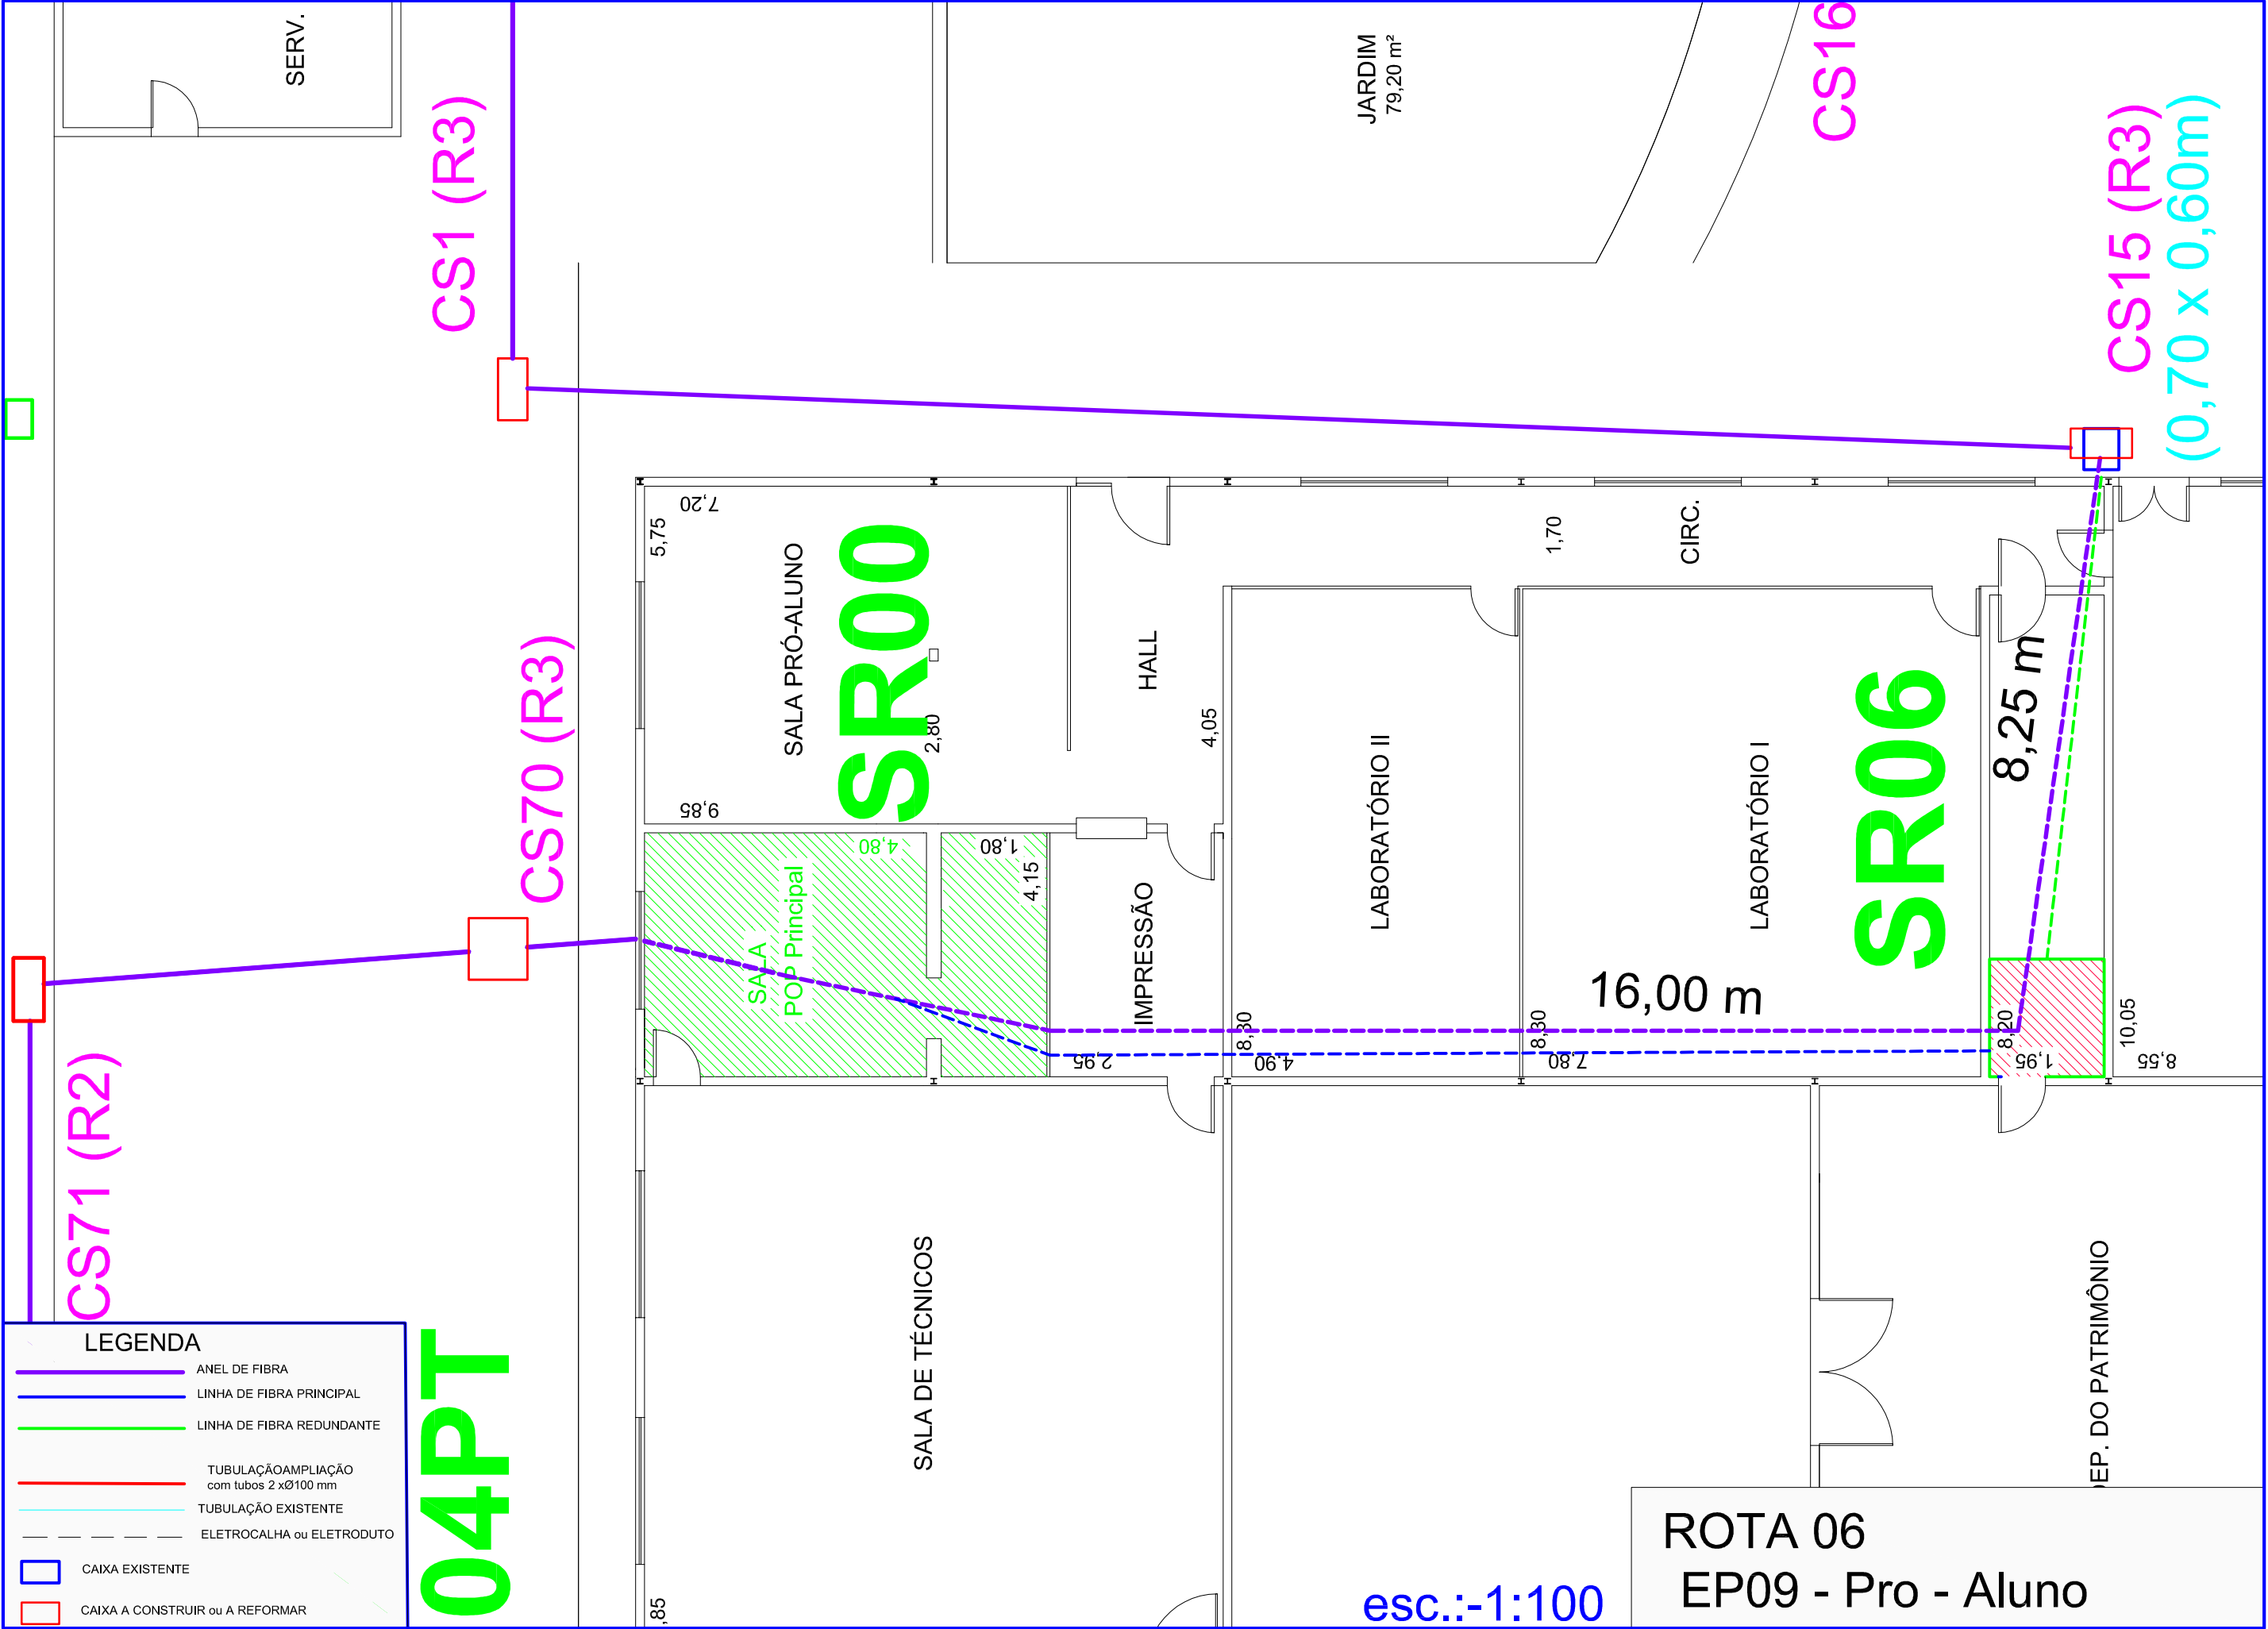 SERV.
CS1 (R3)
JARDIM
79,20 m²
CS16
CS15 (R3)
(0,70 x 0,60m)
7,20
5,75
SALA PRÓ-ALUNO
SR00
2,80
9,85
HALL
4,05
1,70
CIRC.
CS70 (R3)
LABORATÓRIO II
LABORATÓRIO I
SR06
8,25 m
4,80
1,80
4,15
SALA
POP Principal
IMPRESSÃO
2,95
8,30
4,90
8,30
7,80
16,00 m
8,20
1,95
10,05
8,55
CS71 (R2)
SALA DE TÉCNICOS
EP. DO PATRIMÔNIO
04PT
,85
LEGENDA
ANEL DE FIBRA
LINHA DE FIBRA PRINCIPAL
LINHA DE FIBRA REDUNDANTE
TUBULAÇÃOAMPLIAÇÃO
com tubos 2 xØ100 mm
TUBULAÇÃO EXISTENTE
ELETROCALHA ou ELETRODUTO
CAIXA EXISTENTE
CAIXA A CONSTRUIR ou A REFORMAR
esc.:-1:100
ROTA 06
EP09 - Pro - Aluno